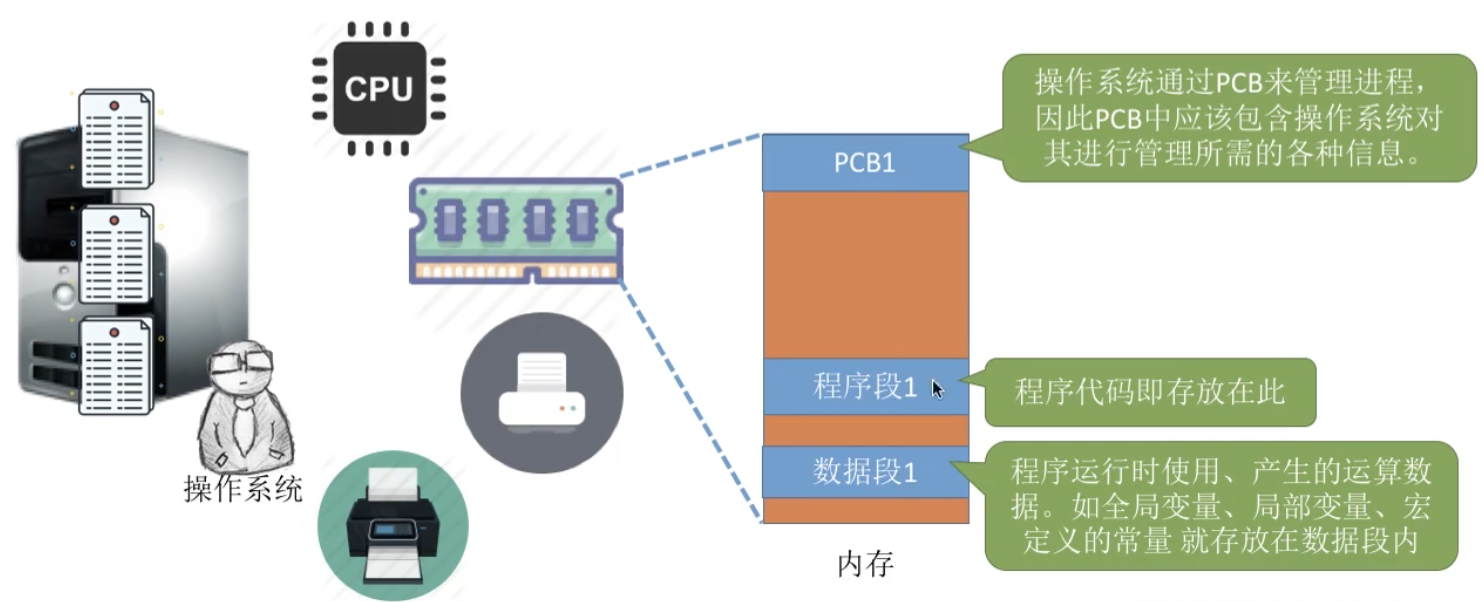 CPU
操作系统通过PCB来管理进程，
因此PCB中应该包含操作系统对
其进行管理所需的各种信息。
PCB1
程序段1
程序代码即存放在此
数据段1
程序运行时使用、产生的运算数
据。如全局变量、局部变量、宏
定义的常量 就存放在数据段内
操作系统
内存